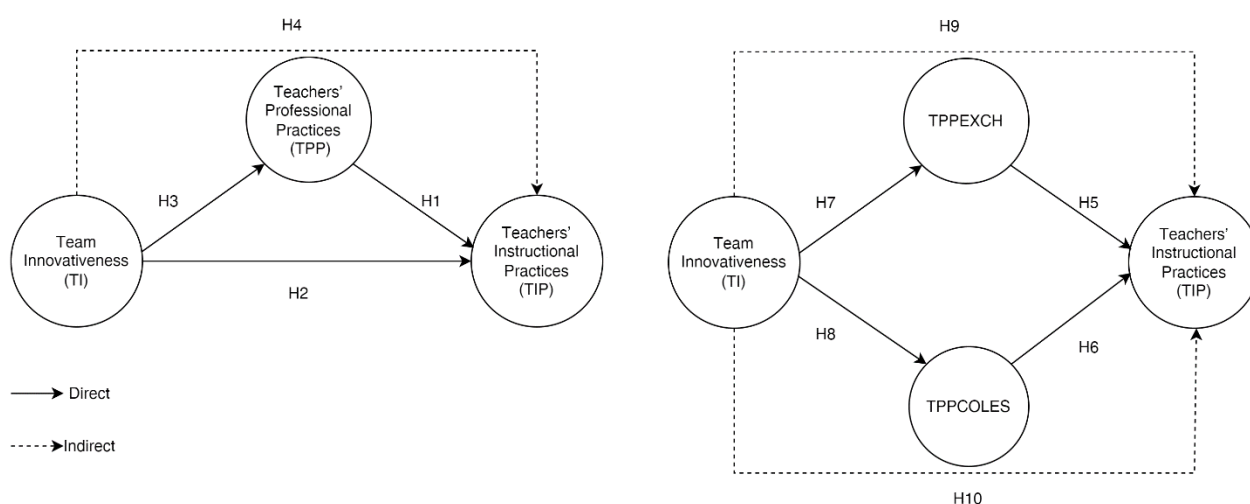 H4
Teachers'
Professional
Practices
(TPP)
H3
H1
Team
Innovativeness
(TI)
Teachers'
Instructional
Practices
(TIP)
H2
Direct
Indirect
H9
TPPEXCH
H7
H5
Team
Innovativeness
(TI)
Teachers'
Instructional
Practices
(TIP)
H8
H6
TPPCOLES
H10